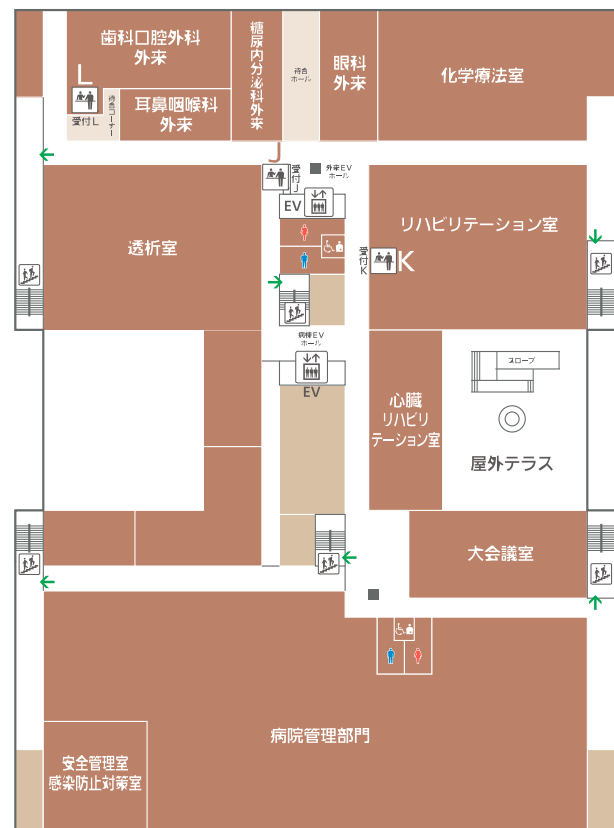 歯科口腔外科
外来
L
受付L
待合コーナー
耳鼻咽喉科
外来
糖尿内分泌科外来
待合
ホール
眼科
外来
化学療法室
J
受付J
外来EV
ホール
EV
透析室
リハビリテーション室
受付K
K
病棟EV
ホール
EV
心臓
リハビリ
テーション室
スロープ
屋外テラス
大会議室
病院管理部門
安全管理室
感染防止対策室